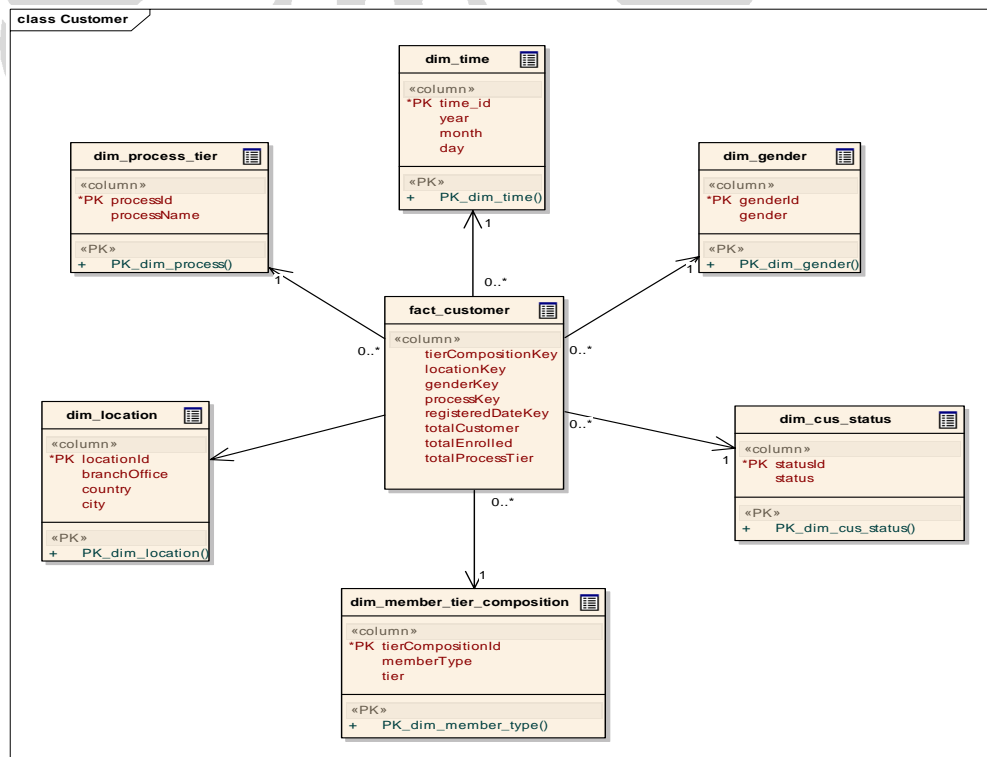 class Customer
dim_time
«column»
*PK time_id
year
month
day
«PK»
+ PK_dim_time()
dim_process_tier
«column»
*PK processId
processName
«PK»
+ PK_dim_process()
dim_gender
«column»
*PK genderId
gender
«PK»
+ PK_dim_gender()
1
0..*
1
0..*
1
0..*
fact_customer
«column»
tierCompositionKey
locationKey
genderKey
processKey
registeredDateKey
totalCustomer
totalEnrolled
totalProcessTier
dim_location
«column»
*PK locationId
branchOffice
country
city
«PK»
+ PK_dim_location()
0..*
1
dim_cus_status
«column»
*PK statusId
status
«PK»
+ PK_dim_cus_status()
0..*
1
dim_member_tier_composition
«column»
*PK tierCompositionId
memberType
tier
«PK»
+ PK_dim_member_type()